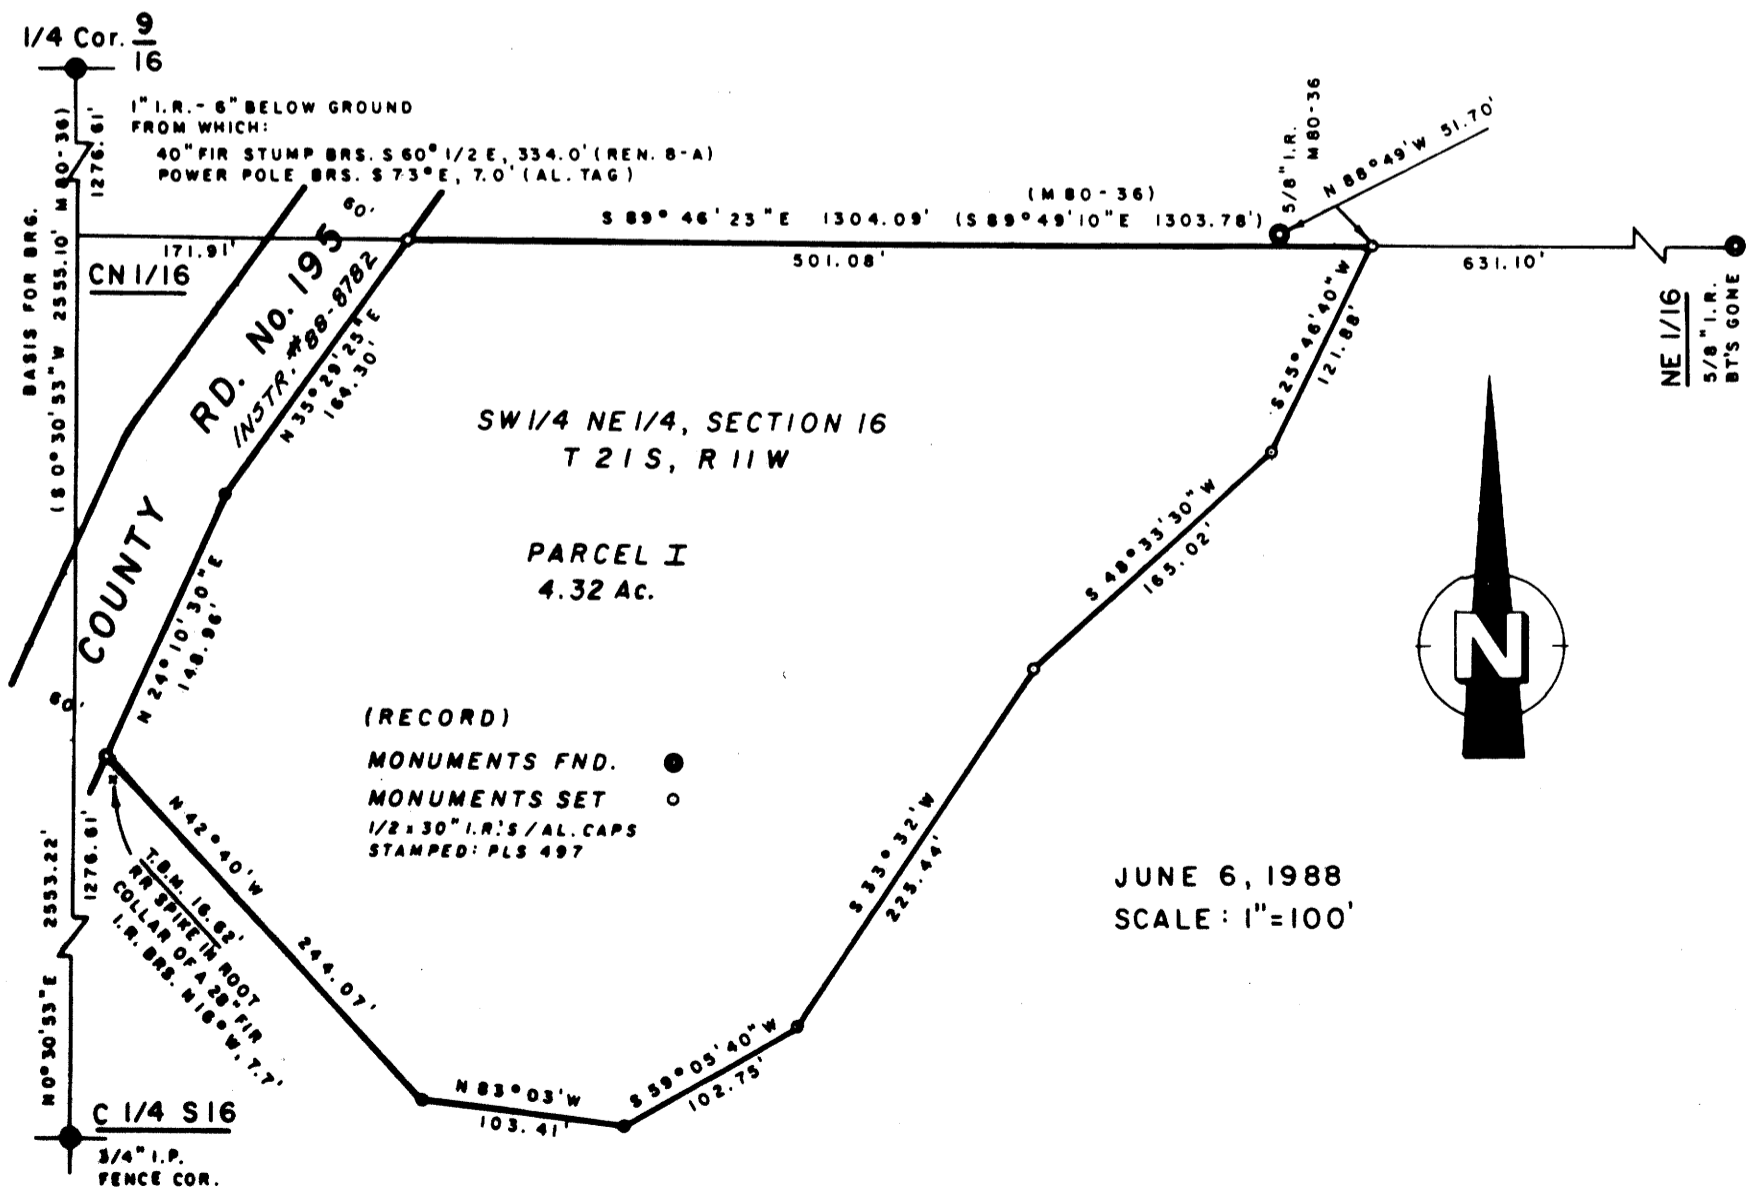 1/4 Cor. 9
16
1" I.R. - 6" BELOW GROUND
FROM WHICH:
40" FIR STUMP BRS. S 60° 1/2 E, 334.0' (REN. 8-A)
POWER POLE BRS. S 73° E, 7.0' (AL. TAG)
BASIS FOR BRG.
(S 0° 30' 53" W 2555.10' M 80-36)
1276.61'
171.91'
CN 1/16
60'
COUNTY RD. No. 195
INSTR. #88-8782
N 35° 29' 25" E
164.30'
(M 80-36)
S 89° 46' 23" E 1304.09' (S 89° 49' 10" E 1303.78')
501.08'
5/8" I.R.
M 80-36
N 88° 49' W 51.70'
631.10'
NE 1/16
5/8" I.R.
BT'S GONE
S 25° 46' 40" W
121.88'
SW 1/4 NE 1/4, SECTION 16
T 21 S, R 11 W
PARCEL I
4.32 Ac.
S 48° 33' 30" W
165.02'
N 24° 10' 30" E
148.96'
60'
N
(RECORD)
MONUMENTS FND.
MONUMENTS SET
1/2 x 30" I.R.'S / AL. CAPS
STAMPED: PLS 497
S 33° 32' W
225.44'
JUNE 6, 1988
SCALE: 1"=100'
N 42° 40' W
244.07'
T.B.M. 16.62'
RR SPIKE IN ROOT
COLLAR OF A 28" FIR
I.R. BRS. N 16° W, 7.7'
N 0° 30' 53" E 2553.22'
1276.61'
S 59° 05' 40" W
102.75'
N 83° 03' W
103.41'
C 1/4 S 16
3/4" I.P.
FENCE COR.